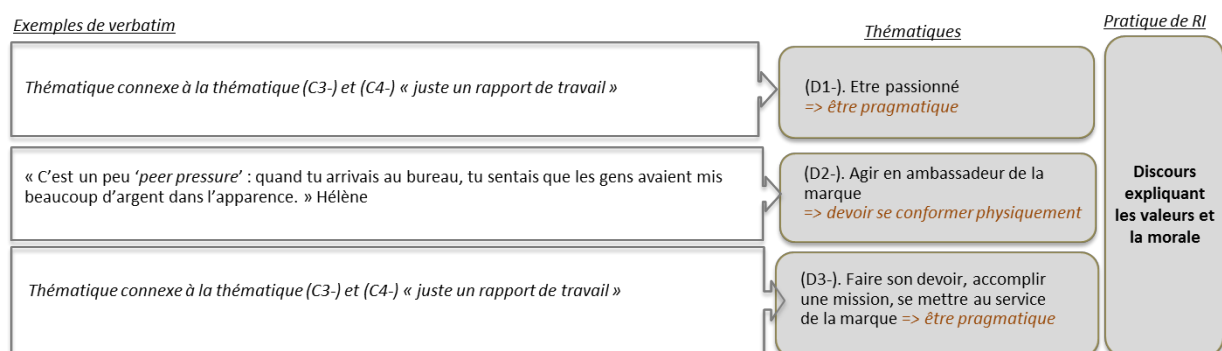 Exemples de verbatim
Thématiques
Pratique de RI
Thématique connexe à la thématique (C3-) et (C4-) « juste un rapport de travail »
(D1-). Etre passionné
=> être pragmatique
« C’est un peu ‘peer pressure’ : quand tu arrivais au bureau, tu sentais que les gens avaient mis
beaucoup d’argent dans l’apparence. » Hélène
(D2-). Agir en ambassadeur de la
marque
=> devoir se conformer physiquement
Thématique connexe à la thématique (C3-) et (C4-) « juste un rapport de travail »
(D3-). Faire son devoir, accomplir
une mission, se mettre au service
de la marque => être pragmatique
Discours
expliquant
les valeurs et
la morale